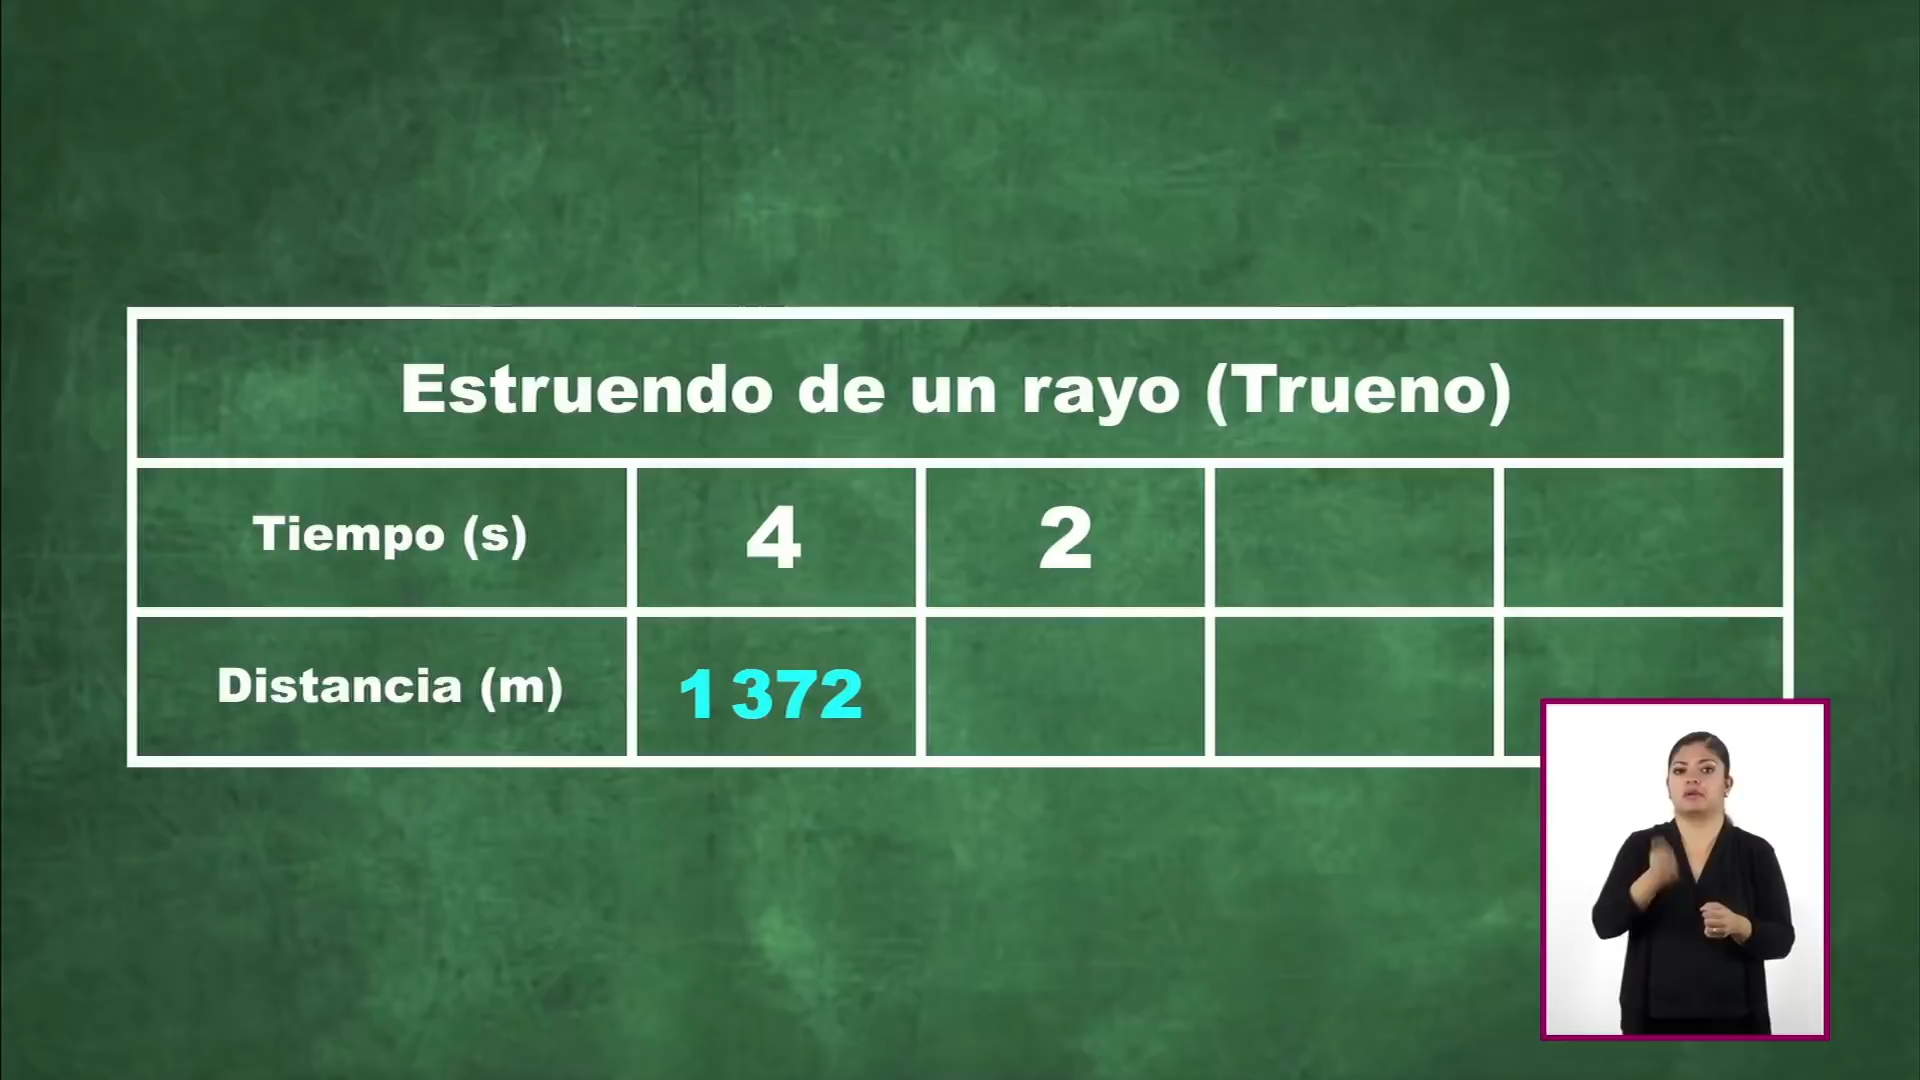 Estruendo de un rayo (Trueno)
Tiempo (s) 4 2
Distancia (m) 1 372